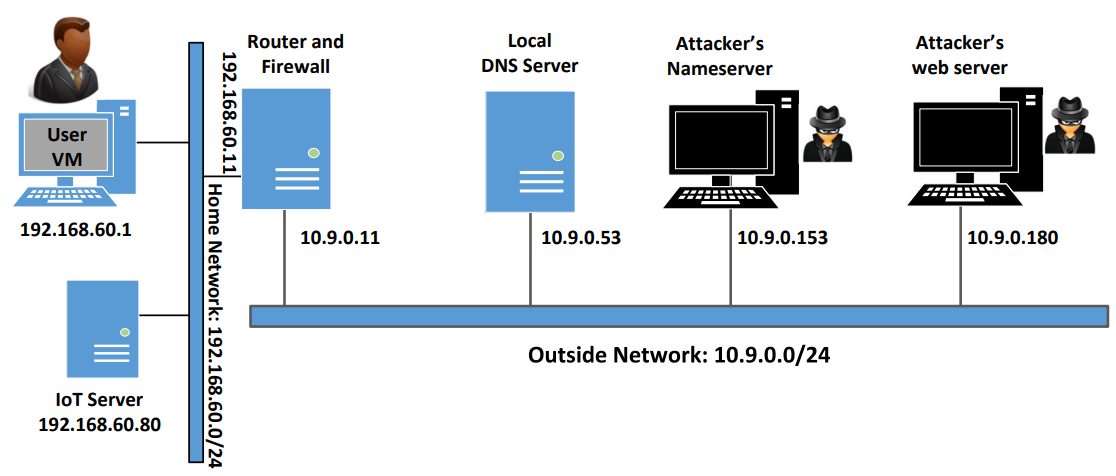 User
VM
192.168.60.1
IoT Server
192.168.60.80
192.168.60.11
Home Network: 192.168.60.0/24
Router and
Firewall
10.9.0.11
Local
DNS Server
10.9.0.53
Attacker's
Nameserver
10.9.0.153
Attacker's
web server
10.9.0.180
Outside Network: 10.9.0.0/24